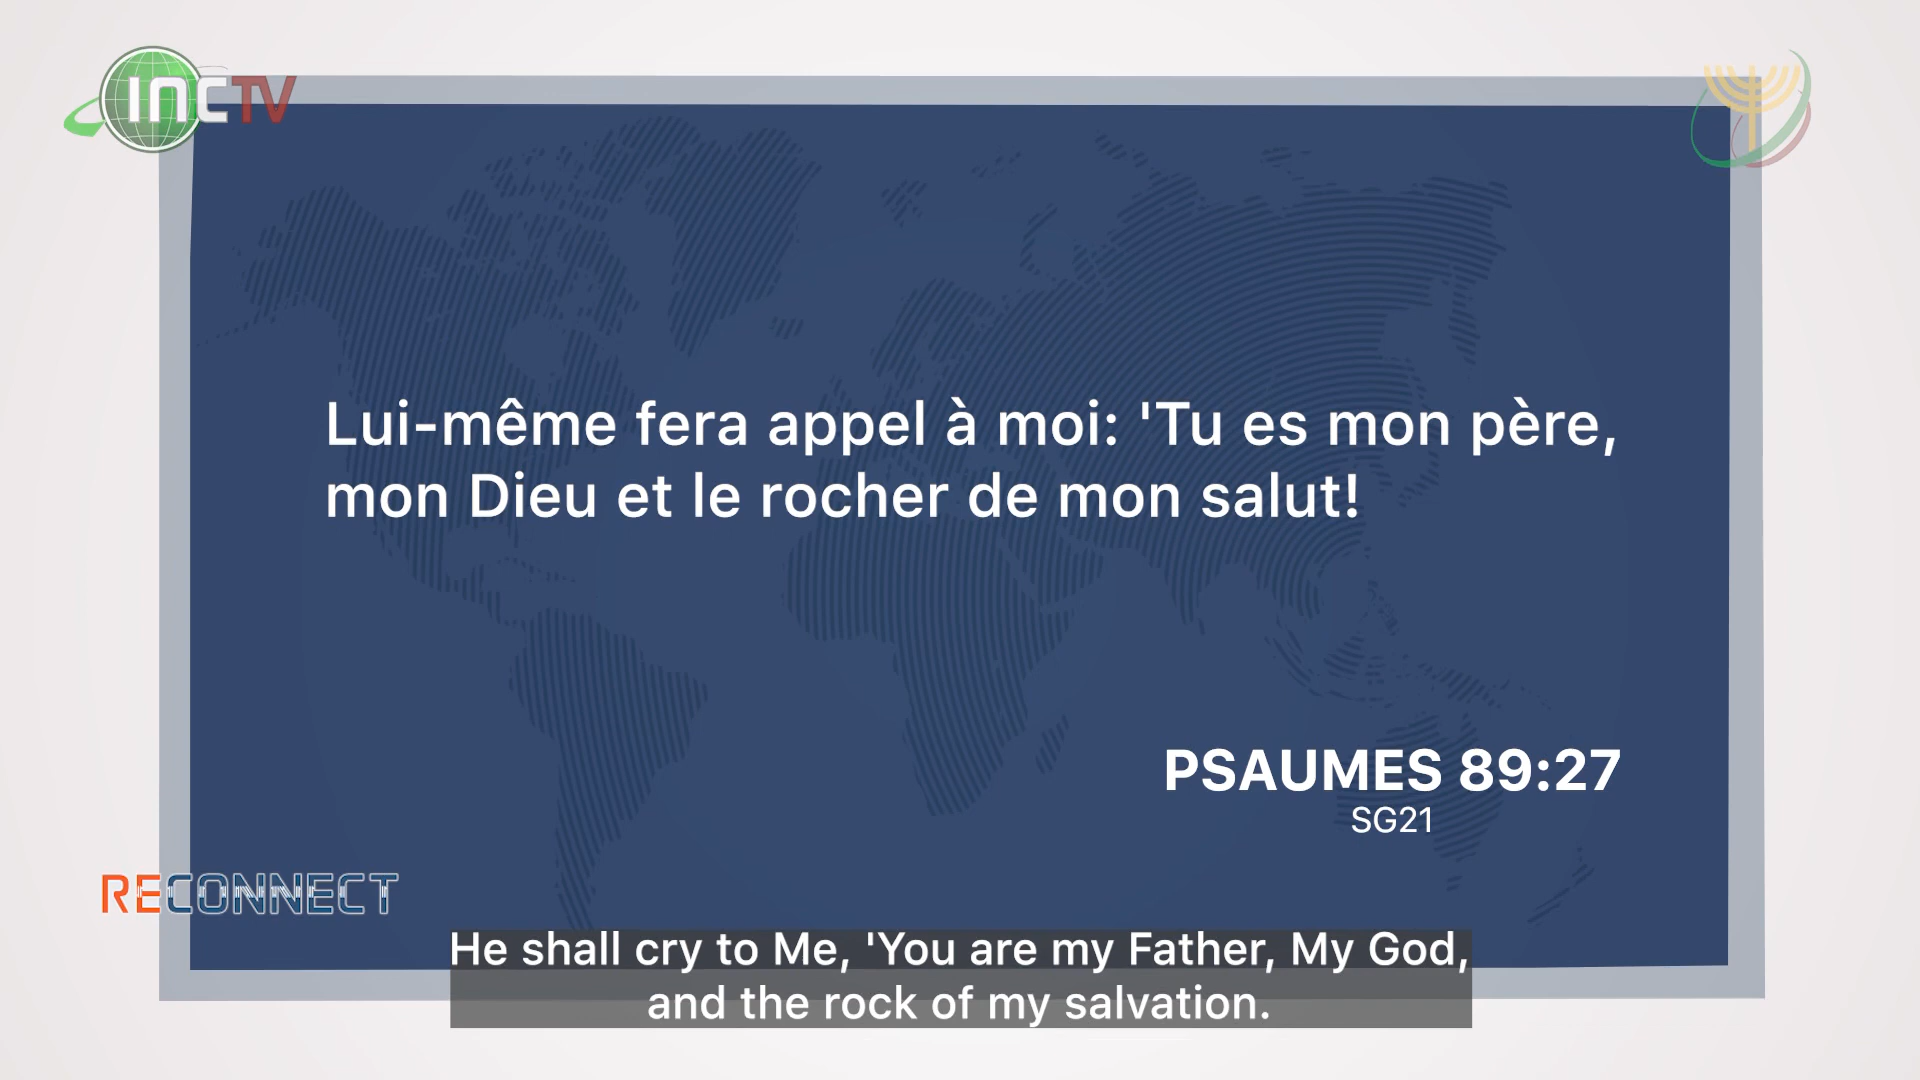 INCTV
Lui-même fera appel à moi: 'Tu es mon père,
mon Dieu et le rocher de mon salut!
PSAUMES 89:27
SG21
RECONNECT
He shall cry to Me, 'You are my Father, My God,
and the rock of my salvation.